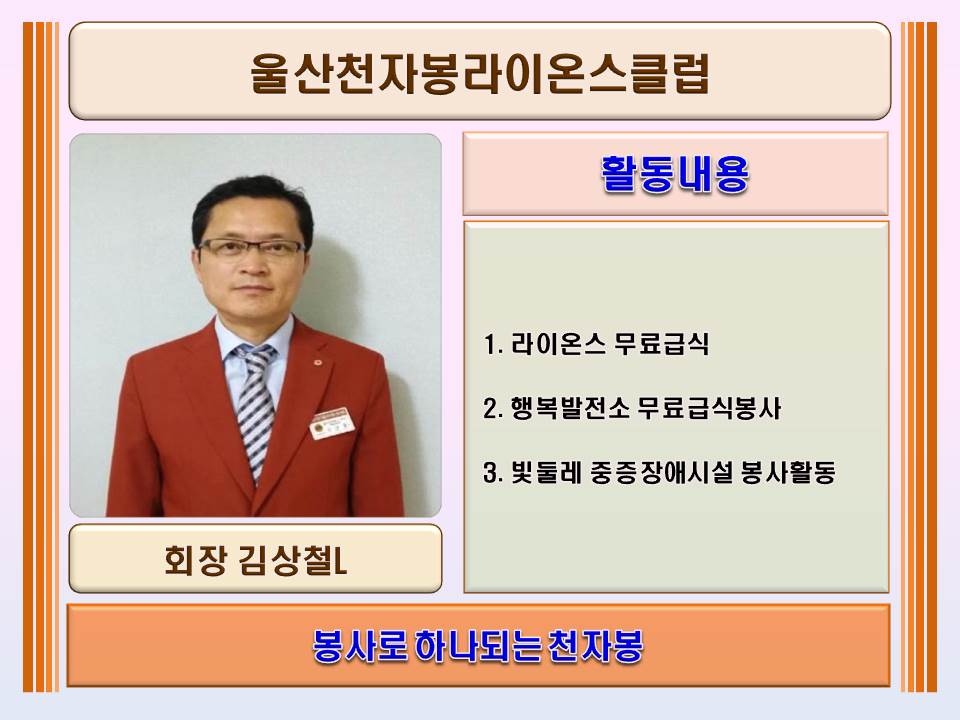 울산천자봉라이온스클럽
활동내용
1. 라이온스 무료급식
2. 행복발전소 무료급식봉사
3. 빛둘레 중증장애시설 봉사활동
회장 김상철L
봉사로 하나되는 천자봉